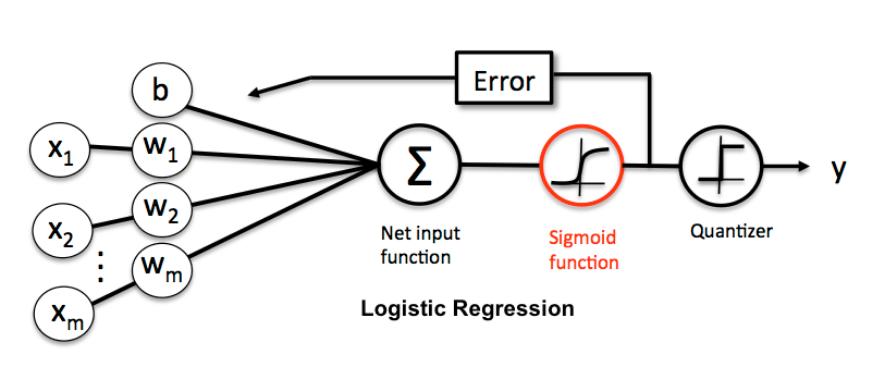 b
Error
x₁
w₁
Σ
y
x₂
w₂
Net input
function
Sigmoid
function
Quantizer
⋮
wₘ
xₘ
Logistic Regression